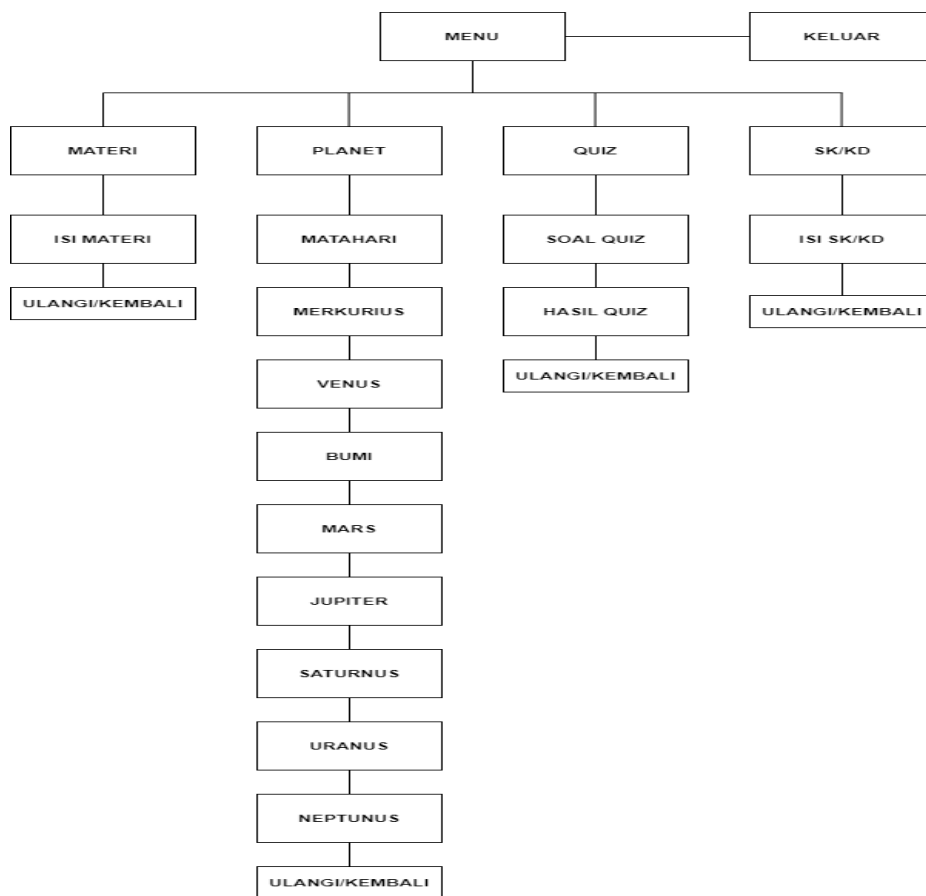 MENU
KELUAR
MATERI
PLANET
QUIZ
SK/KD
ISI MATERI
MATAHARI
SOAL QUIZ
ISI SK/KD
ULANGI/KEMBALI
MERKURIUS
HASIL QUIZ
ULANGI/KEMBALI
VENUS
ULANGI/KEMBALI
BUMI
MARS
JUPITER
SATURNUS
URANUS
NEPTUNUS
ULANGI/KEMBALI